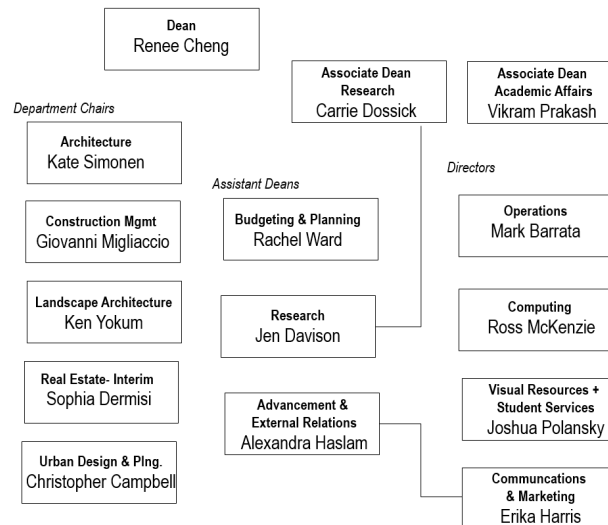 Dean
Renee Cheng
Associate Dean
Research
Carrie Dossick
Associate Dean
Academic Affairs
Vikram Prakash
Department Chairs
Architecture
Kate Simonen
Construction Mgmt
Giovanni Migliaccio
Landscape Architecture
Ken Yokum
Real Estate- Interim
Sophia Dermisi
Urban Design & Plng.
Christopher Campbell
Assistant Deans
Budgeting & Planning
Rachel Ward
Research
Jen Davison
Advancement &
External Relations
Alexandra Haslam
Directors
Operations
Mark Barrata
Computing
Ross McKenzie
Visual Resources +
Student Services
Joshua Polansky
Communcations
& Marketing
Erika Harris